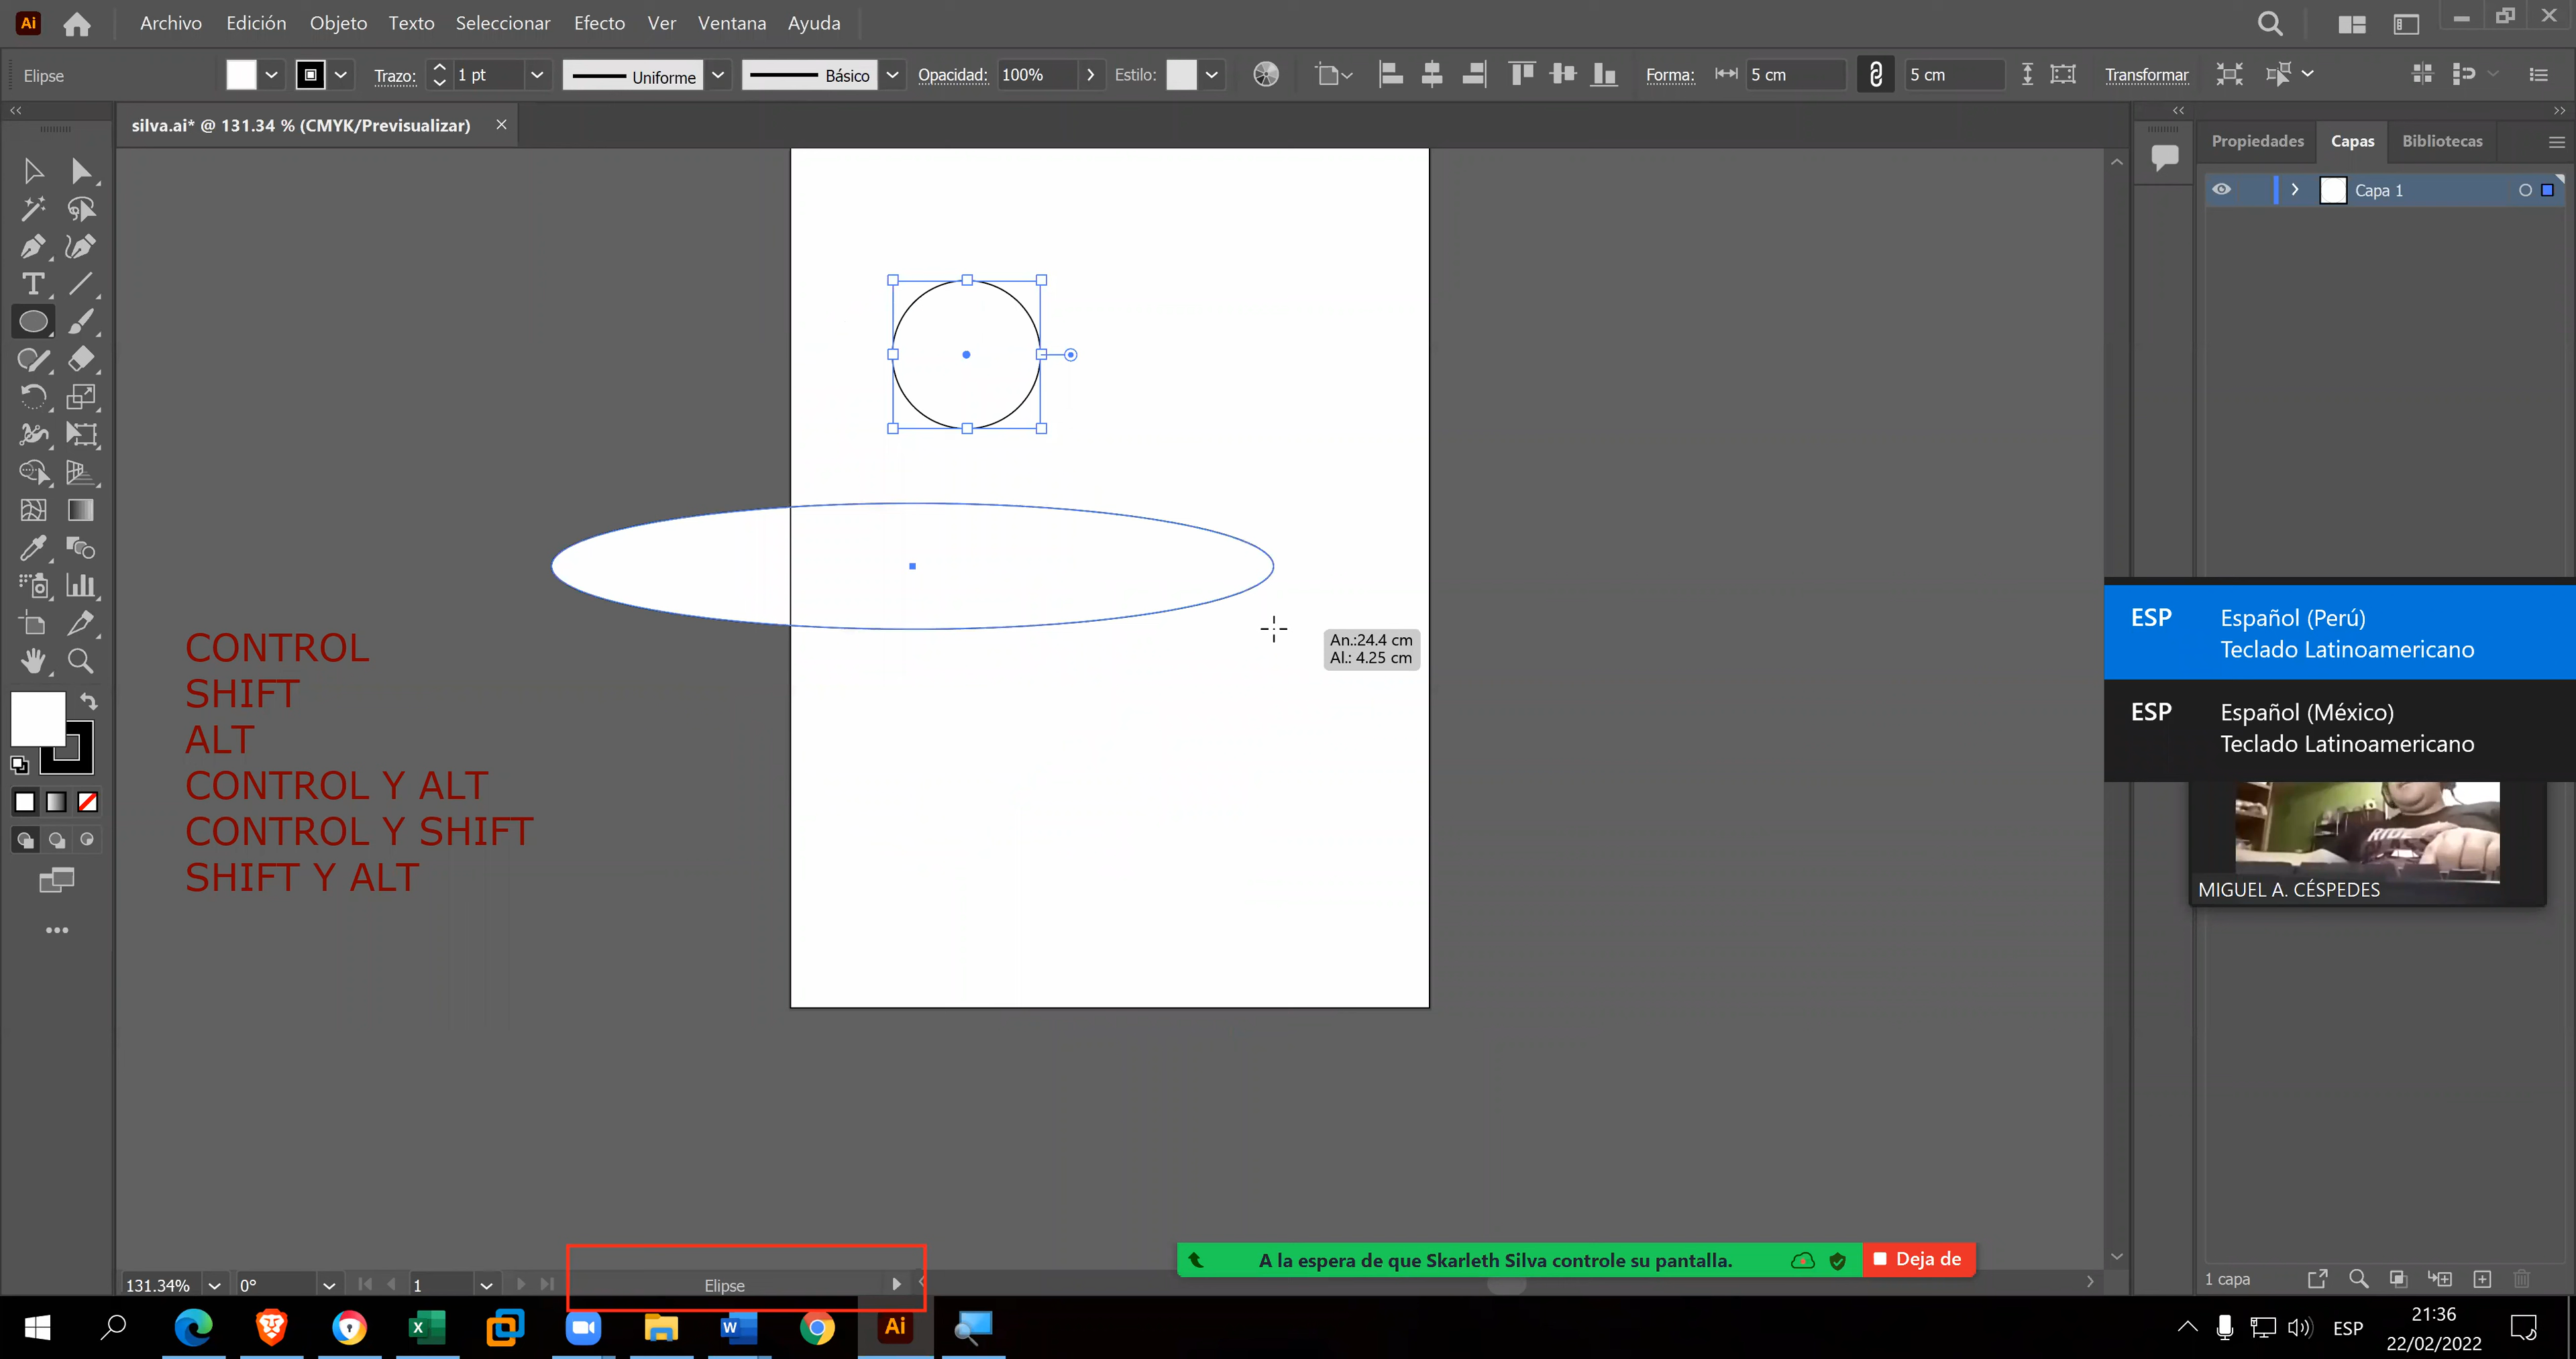 Ai Archivo Edición Objeto Texto Seleccionar Efecto Ver Ventana Ayuda
Elipse Trazo: 1 pt Uniforme Básico Opacidad: 100% Estilo: Forma: 5 cm 5 cm Transformar
silva.ai* @ 131.34 % (CMYK/Previsualizar)
Propiedades Capas Bibliotecas
Capa 1
An.:24.4 cm
Al.: 4.25 cm
CONTROL
SHIFT
ALT
CONTROL Y ALT
CONTROL Y SHIFT
SHIFT Y ALT
ESP Español (Perú)
Teclado Latinoamericano
ESP Español (México)
Teclado Latinoamericano
RIDE
MIGUEL A. CÉSPEDES
A la espera de que Skarleth Silva controle su pantalla. Deja de
131.34% 0° 1 Elipse
1 capa
Ai
ESP
21:36
22/02/2022